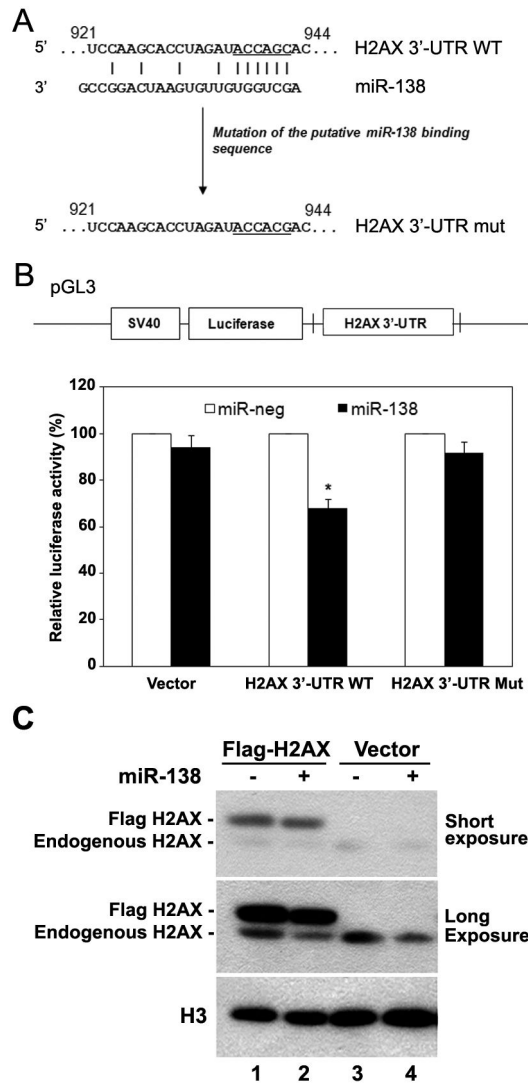 A
921 944
5' ...UCCAAGCACCUAGAUACCAGCAC... H2AX 3'-UTR WT
3' GCCGGACUAAGUGUUGUGGUCGA miR-138
Mutation of the putative miR-138 binding
sequence
921 944
5' ...UCCAAGCACCUAGAUACCACGAC... H2AX 3'-UTR mut
B
pGL3
SV40 Luciferase H2AX 3'-UTR
Relative luciferase activity (%)
120
100
80
60
40
20
0
miR-neg miR-138
*
Vector H2AX 3'-UTR WT H2AX 3'-UTR Mut
C
Flag-H2AX Vector
miR-138 - + - +
Flag H2AX -
Endogenous H2AX -
Short
exposure
Flag H2AX -
Endogenous H2AX -
Long
Exposure
H3
1 2 3 4